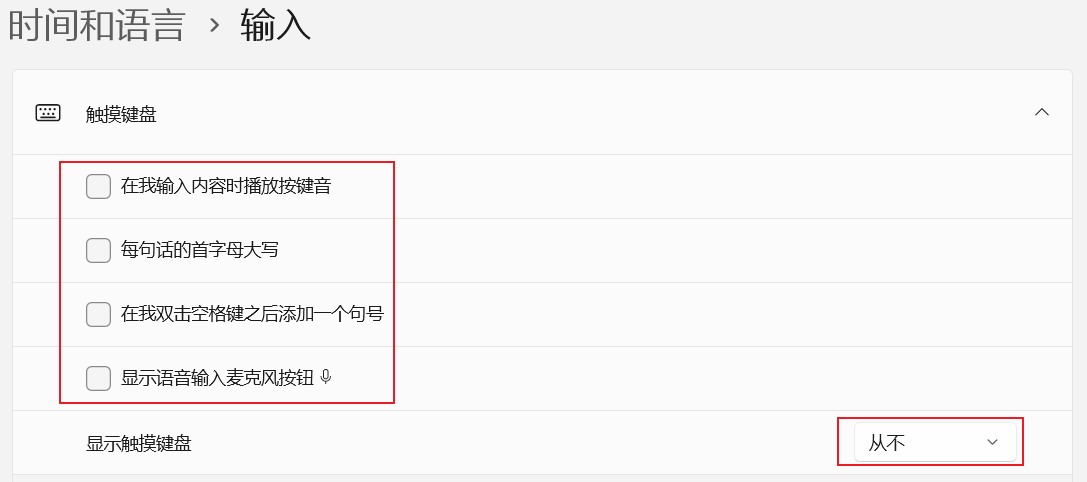 时间和语言 › 输入
触摸键盘
在我输入内容时播放按键音
每句话的首字母大写
在我双击空格键之后添加一个句号
显示语音输入麦克风按钮
显示触摸键盘 从不